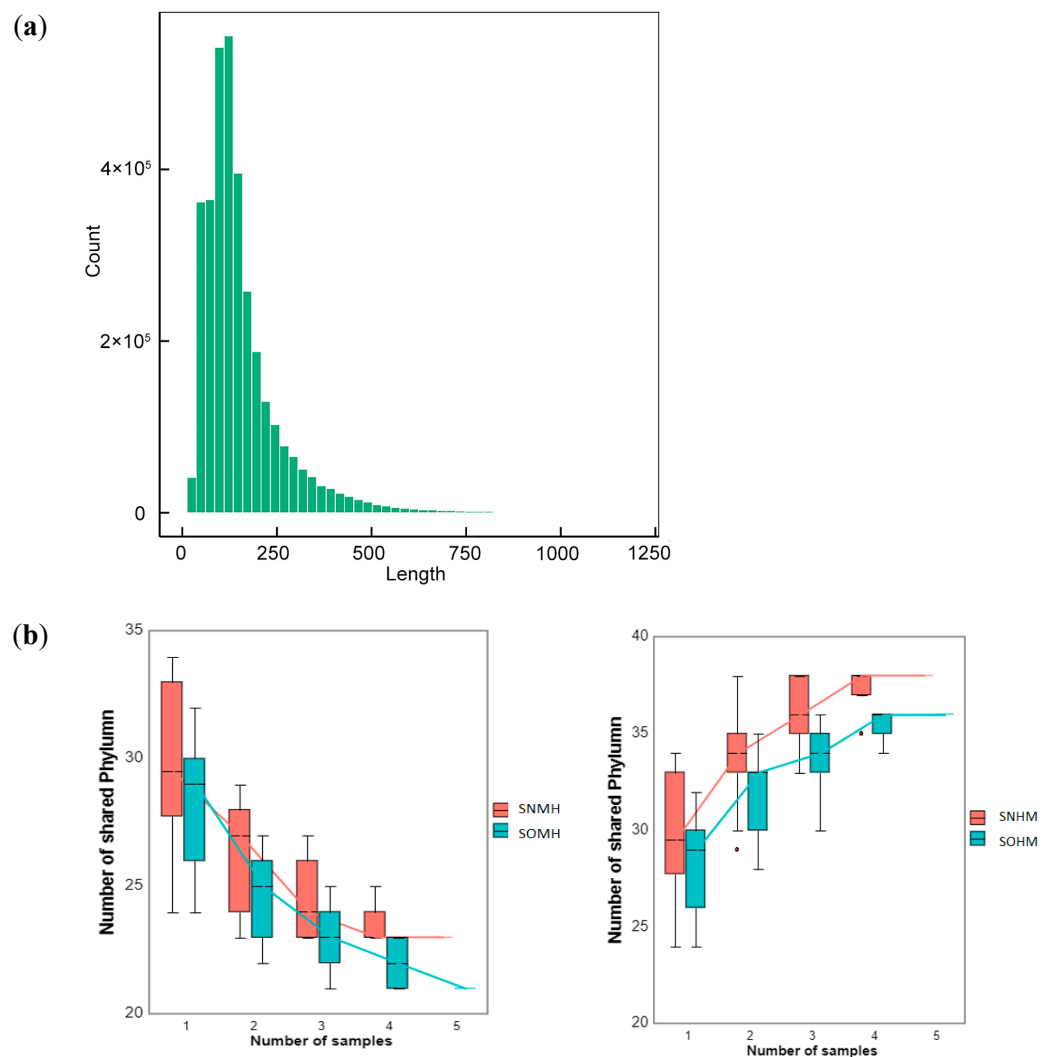 (a)
4×10⁵
2×10⁵
0
Count
0 250 500 750 1000 1250
Length
(b)
35
30
25
20
Number of shared Phylumn
1 2 3 4 5
Number of samples
SNMH
SOMH
40
35
30
25
20
Number of shared Phylumn
1 2 3 4 5
Number of samples
SNHM
SOHM